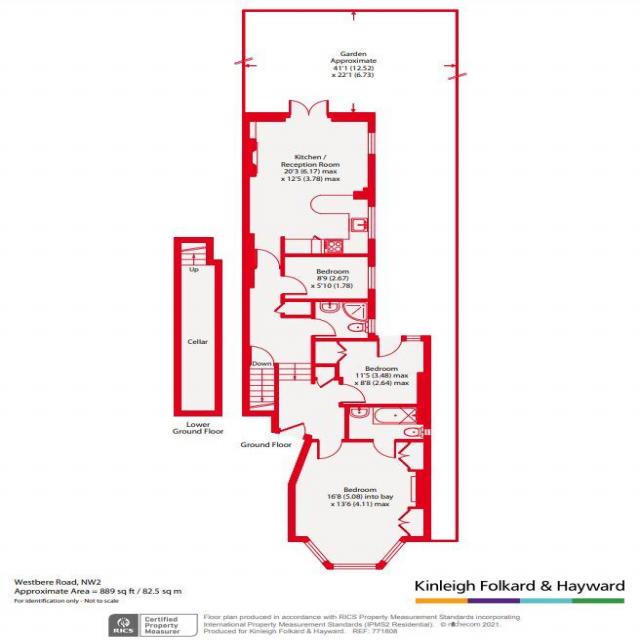 Garden
Approximate
41'1 (12.52)
x 22'1 (6.73)
Kitchen /
Reception Room
20'3 (6.17) max
x 12'5 (3.78) max
Up
Bedroom
8'9 (2.67)
x 5'10 (1.78)
Cellar
Down
Bedroom
11'5 (3.48) max
x 8'8 (2.64) max
Lower
Ground Floor
Ground Floor
Bedroom
16'8 (5.08) into bay
x 13'6 (4.11) max
Westbere Road, NW2
Approximate Area = 889 sq ft / 82.5 sq m
For identification only - Not to scale
Kinleigh Folkard & Hayward
RICS
Certified
Property
Measurer
Floor plan produced in accordance with RICS Property Measurement Standards incorporating
International Property Measurement Standards (IPMS2 Residential). © 2021.
Produced for Kinleigh Folkard & Hayward. REF: 771808